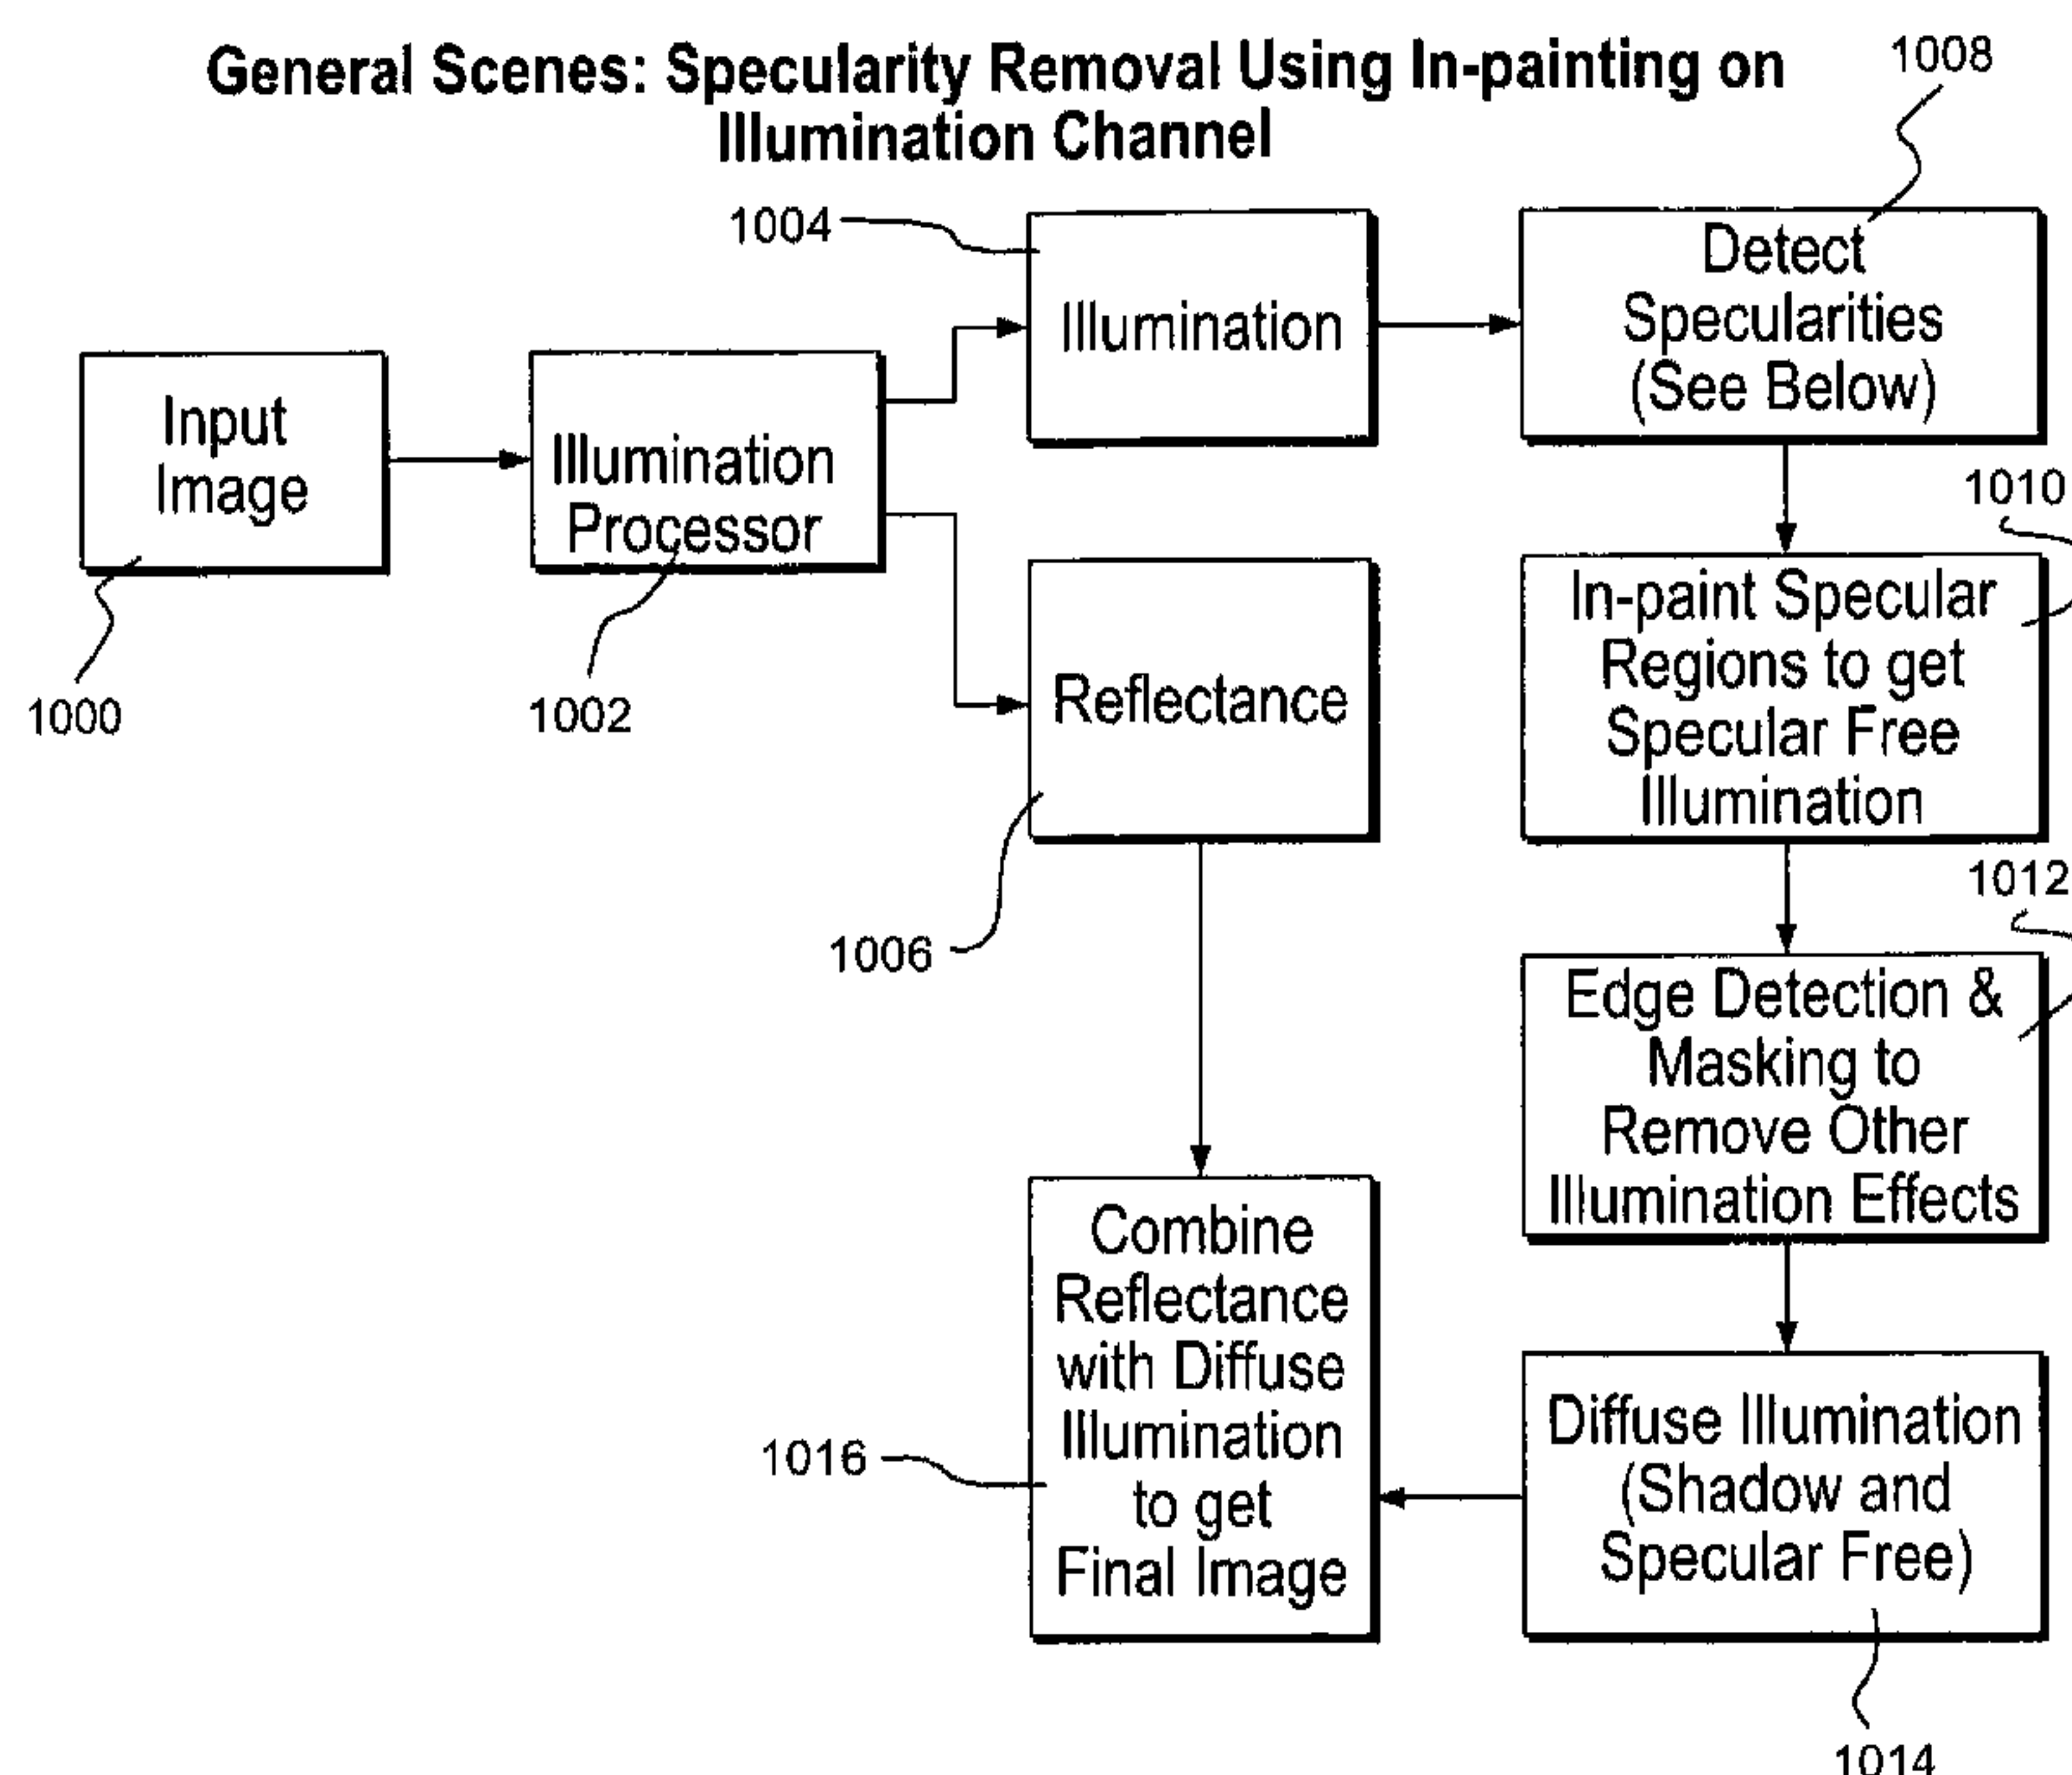 General Scenes: Specularity Removal Using In-painting on
Illumination Channel
1008
1004
Illumination
Detect
Specularities
(See Below)
Input
Image
Illumination
Processor
1010
1000
1002
Reflectance
In-paint Specular
Regions to get
Specular Free
Illumination
1006
1012
Edge Detection &
Masking to
Remove Other
Illumination Effects
Combine
Reflectance
with Diffuse
Illumination
to get
Final Image
1016
Diffuse Illumination
(Shadow and
Specular Free)
1014